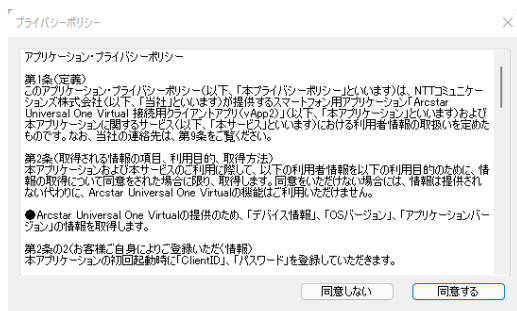 プライバシーポリシー
アプリケーション・プライバシーポリシー
第1条(定義)
このアプリケーション・プライバシーポリシー(以下、「本プライバシーポリシー」といいます)は、NTTコミュニケー
ションズ株式会社(以下、「当社」といいます)が提供するスマートフォン用アプリケーション「Arcstar
Universal One Virtual 接続用クライアントアプリ(vApp2)」(以下、「本アプリケーション」といいます)および
本アプリケーションに関するサービス(以下、「本サービス」といいます)における利用者情報の取扱いを定めた
ものです。なお、当社の連絡先は、第9条をご覧ください。
第2条(取得される情報の項目、利用目的、取得方法)
本アプリケーションおよび本サービスのご利用に際して、以下の利用者情報を以下の利用目的のために、情
報の取得について同意をされた場合に限り、取得します。同意をいただけない場合には、情報は提供され
ない代わりに、Arcstar Universal One Virtualの機能はご利用いただけません。
●Arcstar Universal One Virtualの提供のため、「デバイス情報」、「OSバージョン」、「アプリケーションバー
ジョン」の情報を取得します。
第2条の2(お客様ご自身によりご登録いただく情報)
本アプリケーションの初回起動時に「ClientID」、「パスワード」を登録していただきます。
同意しない
同意する